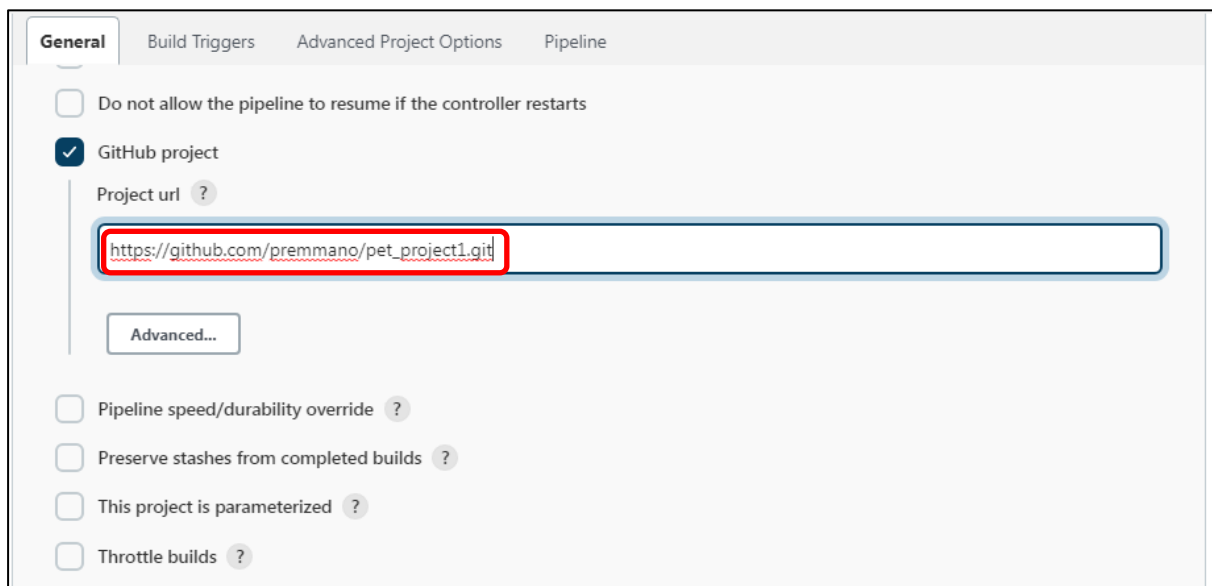 General Build Triggers Advanced Project Options Pipeline
Do not allow the pipeline to resume if the controller restarts
GitHub project
Project url ?
https://github.com/premmano/pet_project1.git
Advanced...
Pipeline speed/durability override ?
Preserve stashes from completed builds ?
This project is parameterized ?
Throttle builds ?